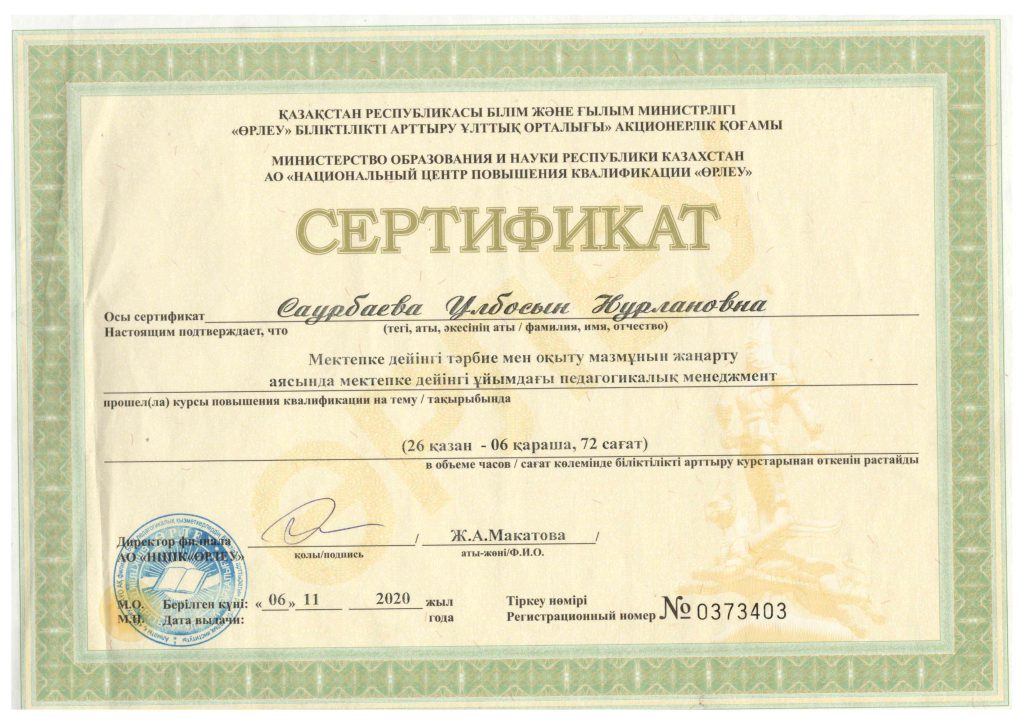 ҚАЗАҚСТАН РЕСПУБЛИКАСЫ БІЛІМ ЖӘНЕ ҒЫЛЫМ МИНИСТРЛІГІ
«ӨРЛЕУ» БІЛІКТІЛІКТІ АРТТЫРУ ҰЛТТЫҚ ОРТАЛЫҒЫ» АКЦИОНЕРЛІК ҚОҒАМЫ
МИНИСТЕРСТВО ОБРАЗОВАНИЯ И НАУКИ РЕСПУБЛИКИ КАЗАХСТАН
АО «НАЦИОНАЛЬНЫЙ ЦЕНТР ПОВЫШЕНИЯ КВАЛИФИКАЦИИ «ӨРЛЕУ»
СЕРТИФИКАТ
Осы сертификат Саурбаева Улбосын Нурлановна
Настоящим подтверждает, что (тегі, аты, әкесінің аты / фамилия, имя, отчество)
Мектепке дейінгі тәрбие мен оқыту мазмұнын жаңарту
аясында мектепке дейінгі ұйымдағы педагогикалық менеджмент
прошел(ла) курсы повышения квалификации на тему / тақырыбында
(26 қазан - 06 қараша, 72 сағат)
в объеме часов / сағат көлемінде біліктілікті арттыру курстарынан өткенін растайды
Директор филиала / Ж.А.Макатова /
АО «НЦПК«ӨРЛЕУ» қолы/подпись аты-жөні/Ф.И.О.
М.О. Берілген күні: «06» 11 2020 жыл Тіркеу нөмірі
М.П. Дата выдачи: года Регистрационный номер № 0373403